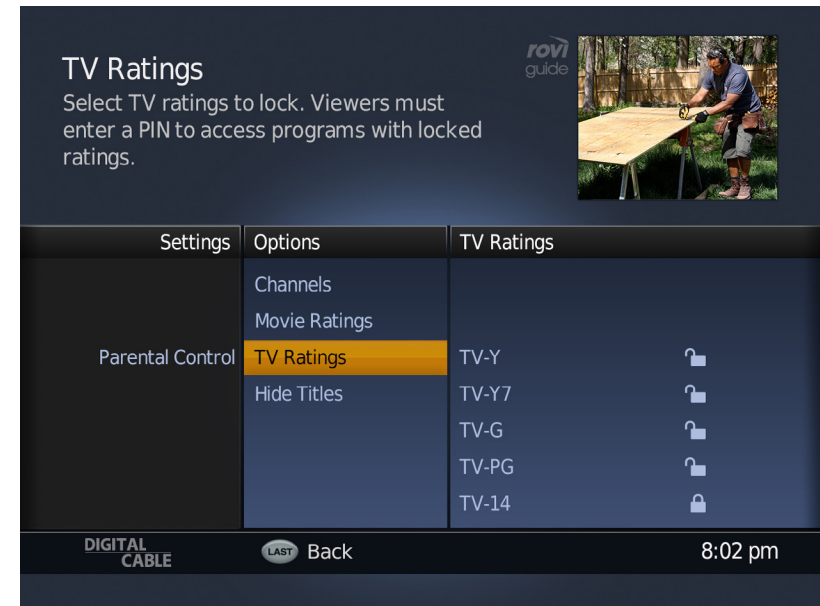 TV Ratings
Select TV ratings to lock. Viewers must
enter a PIN to access programs with locked
ratings.
rovi
guide
Settings
Options
TV Ratings
Channels
Movie Ratings
Parental Control
TV Ratings
Hide Titles
TV-Y
TV-Y7
TV-G
TV-PG
TV-14
DIGITAL
CABLE
LAST Back
8:02 pm